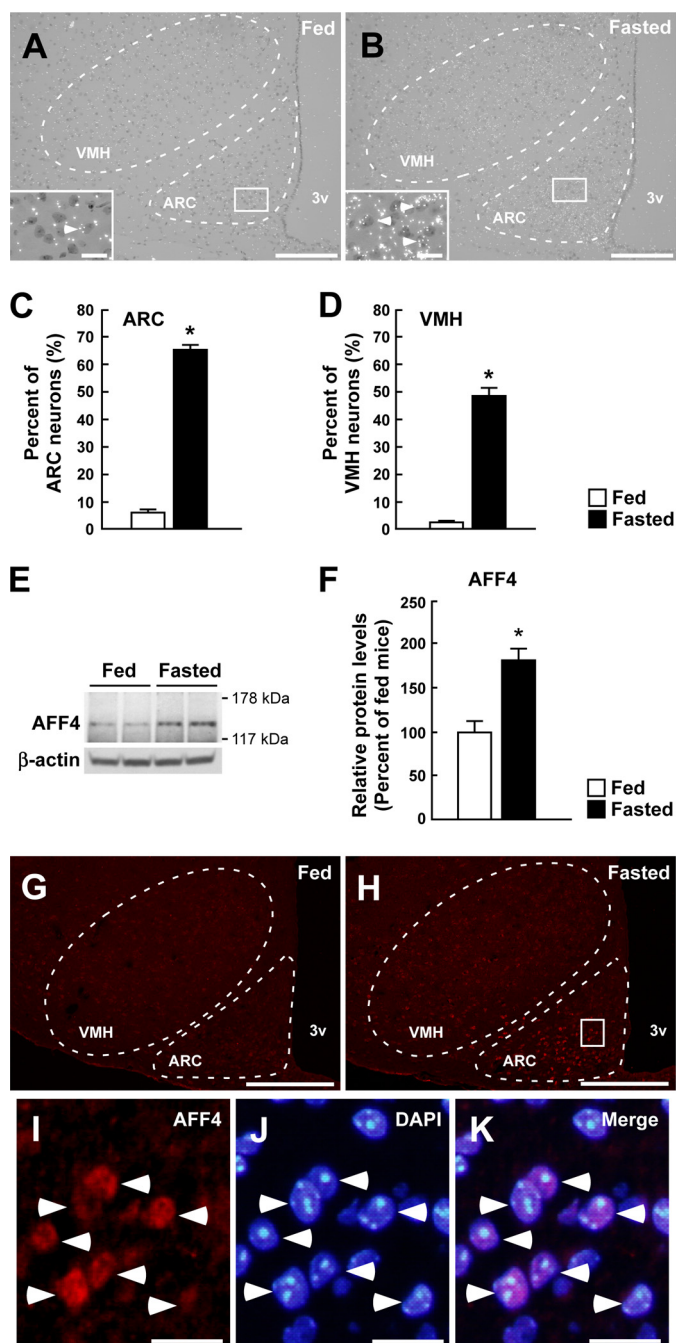 A
Fed
VMH
ARC
3v
B
Fasted
VMH
ARC
3v
C
ARC
Percent of
ARC neurons (%)
80
70
60
50
40
30
20
10
0
*
D
VMH
Percent of
VMH neurons (%)
80
70
60
50
40
30
20
10
0
*
Fed
Fasted
E
Fed Fasted
AFF4
β-actin
- 178 kDa
- 117 kDa
F
AFF4
Relative protein levels
(Percent of fed mice)
250
200
150
100
50
0
*
Fed
Fasted
G
Fed
VMH
ARC
3v
H
Fasted
VMH
ARC
3v
I
AFF4
J
DAPI
K
Merge